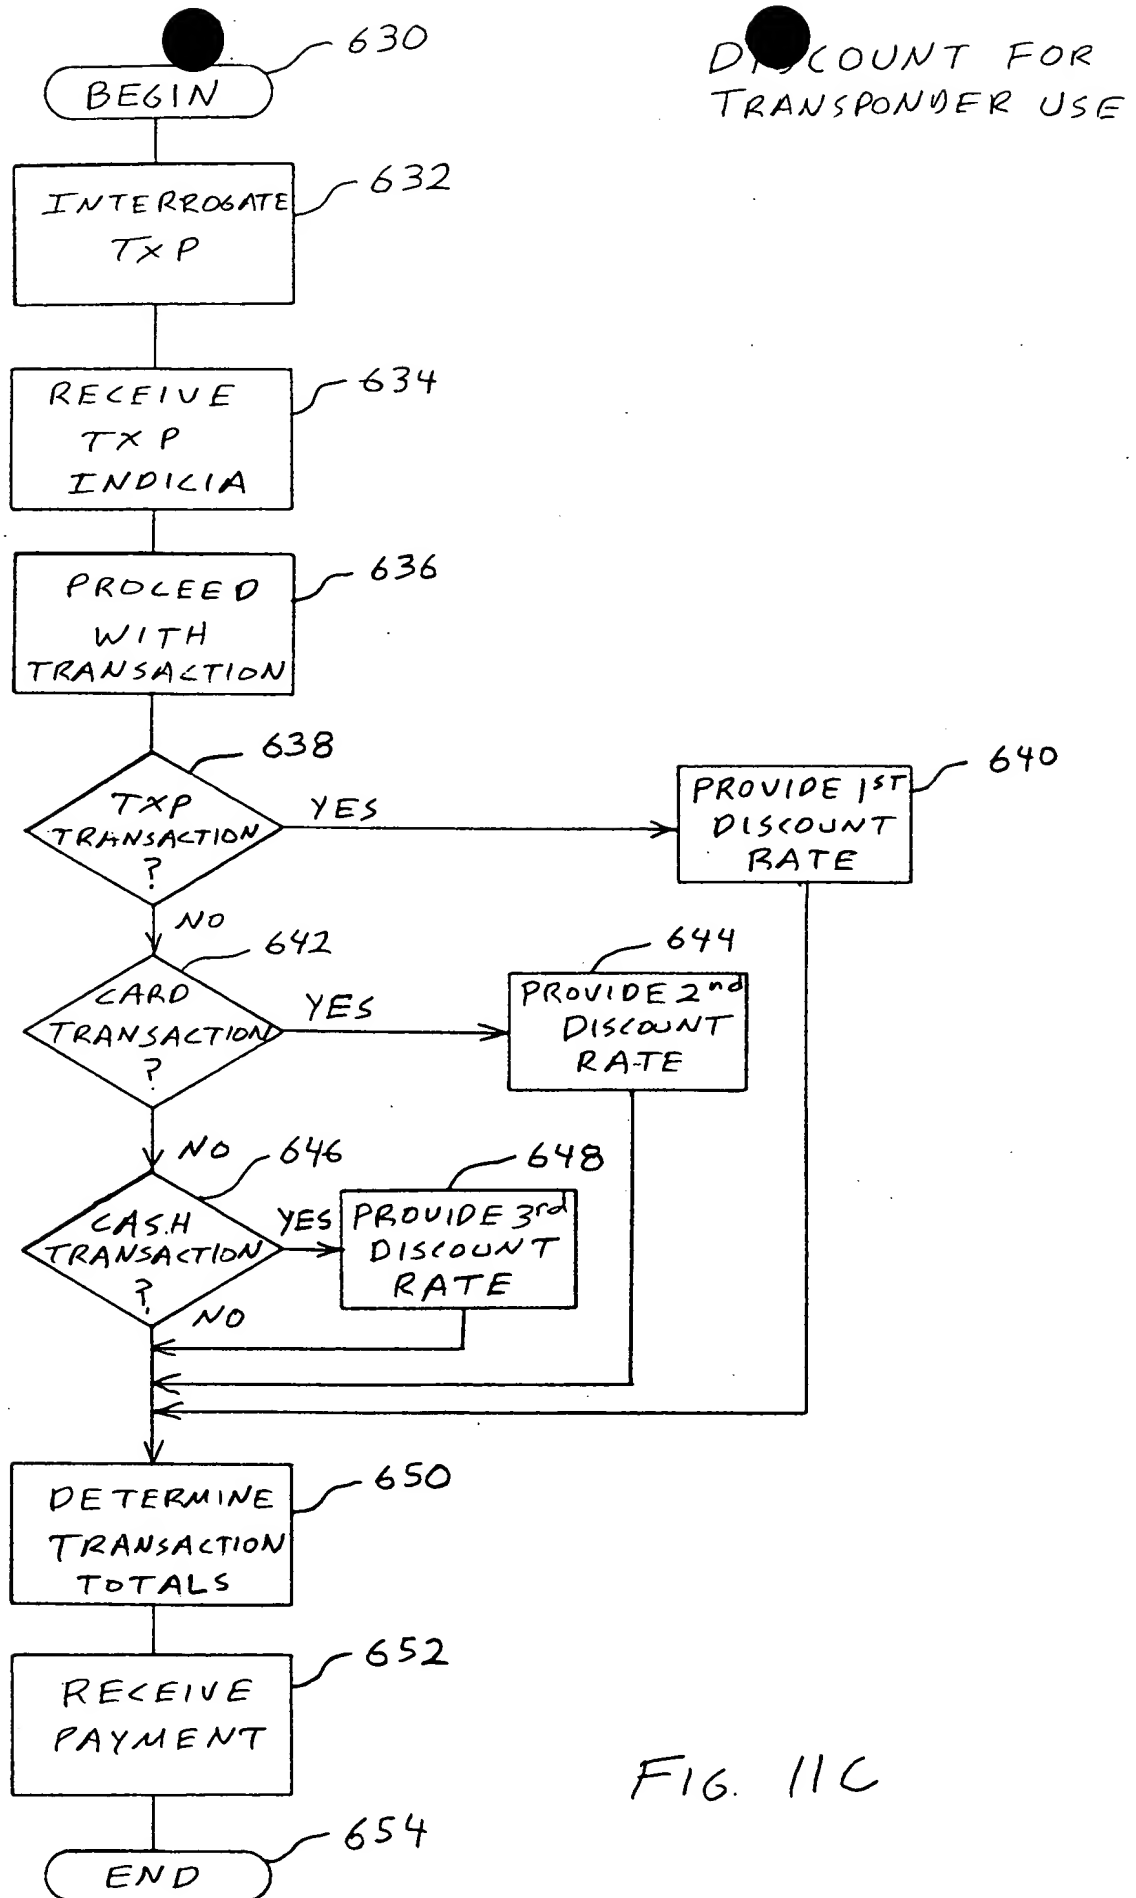 630
DISCOUNT FOR
TRANSPONDER USE
BEGIN
632
INTERROGATE
TXP
634
RECEIVE
TXP
INDICIA
636
PROCEED
WITH
TRANSACTION
638
TXP
TRANSACTION
?
YES
640
PROVIDE 1ST
DISCOUNT
RATE
NO
642
CARD
TRANSACTION
?
YES
644
PROVIDE 2nd
DISCOUNT
RATE
NO
646
CASH
TRANSACTION
?
YES
648
PROVIDE 3rd
DISCOUNT
RATE
NO
650
DETERMINE
TRANSACTION
TOTALS
652
RECEIVE
PAYMENT
FIG. 11C
654
END